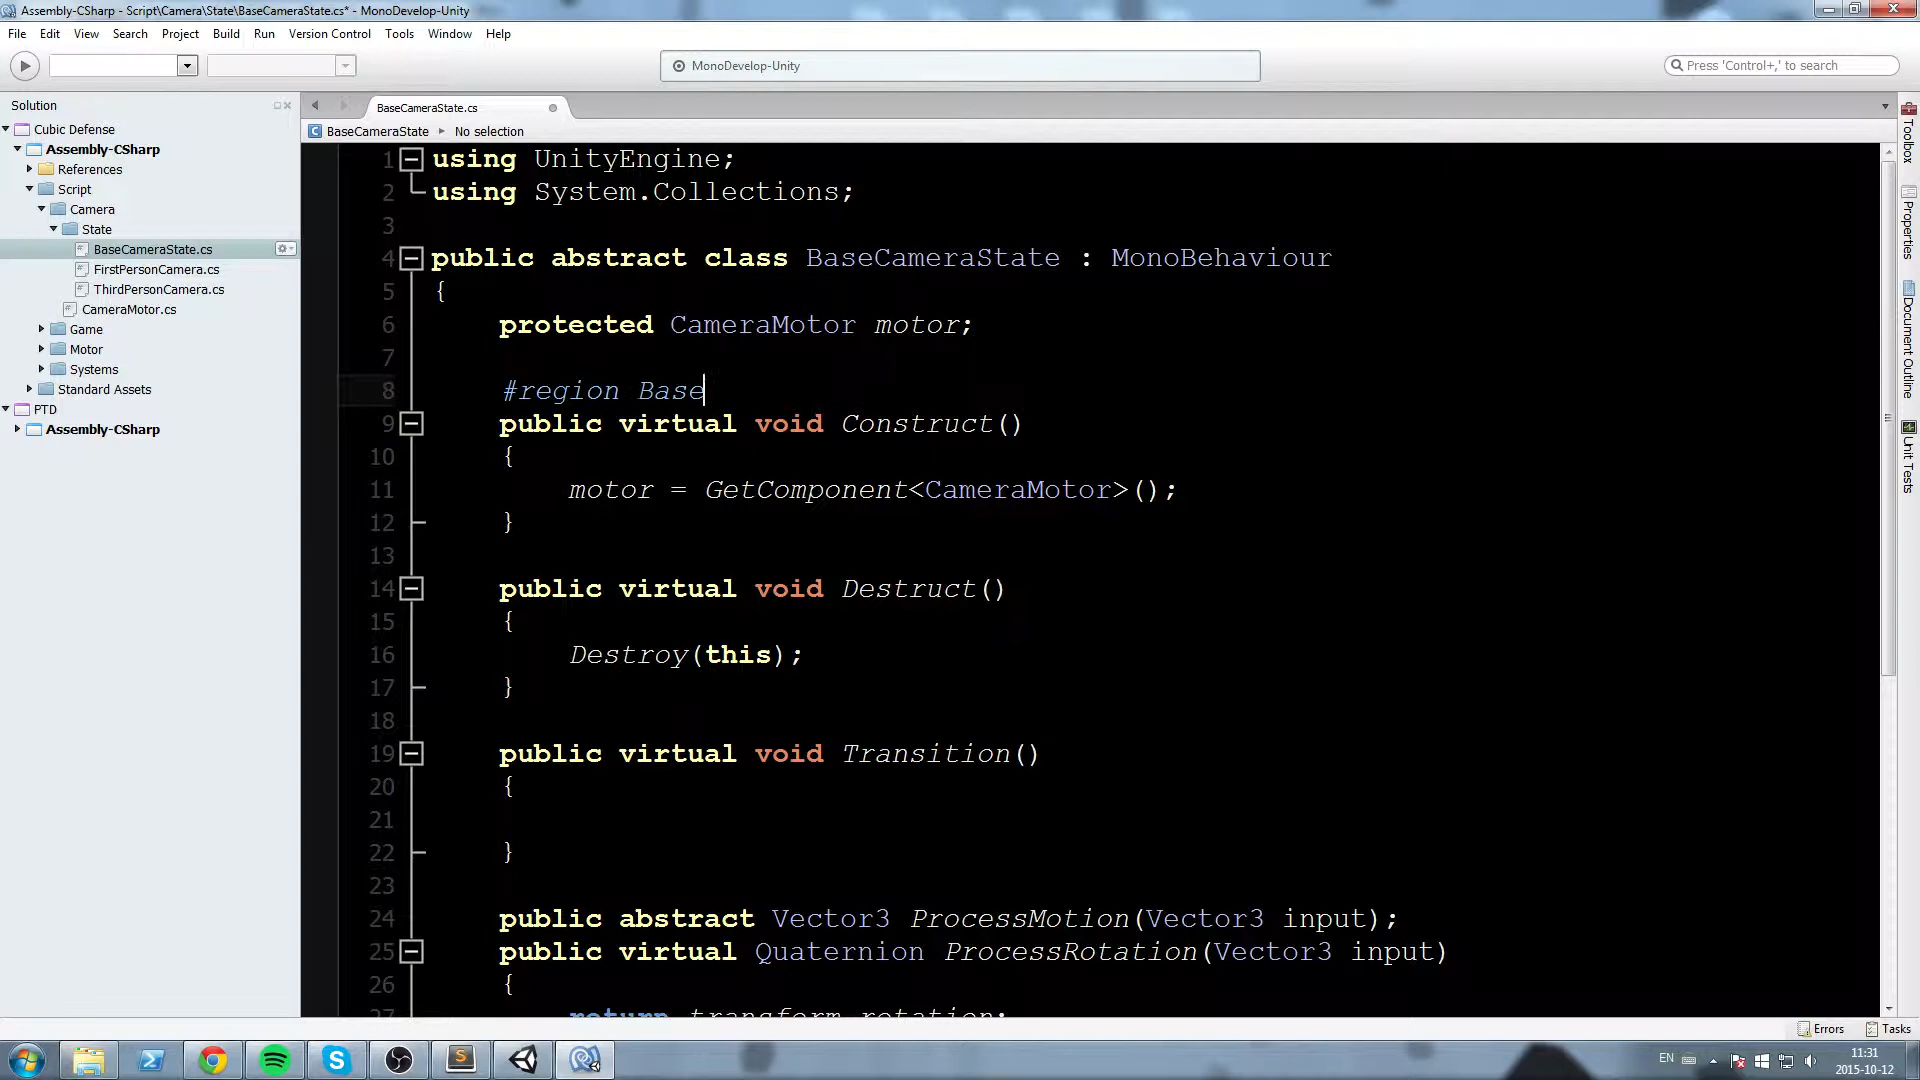 Assembly-CSharp - Script\Camera\State\BaseCameraState.cs* - MonoDevelop-Unity
File Edit View Search Project Build Run Version Control Tools Window Help
MonoDevelop-Unity
Press 'Control+,' to search
Solution
Cubic Defense
Assembly-CSharp
References
Script
Camera
State
BaseCameraState.cs
FirstPersonCamera.cs
ThirdPersonCamera.cs
CameraMotor.cs
Game
Motor
Systems
Standard Assets
PTD
Assembly-CSharp
BaseCameraState.cs
BaseCameraState No selection
1 using UnityEngine;
2 using System.Collections;
3
4 public abstract class BaseCameraState : MonoBehaviour
5 {
6 protected CameraMotor motor;
7
8 #region Base
9 public virtual void Construct()
10 {
11 motor = GetComponent<CameraMotor>();
12 }
13
14 public virtual void Destruct()
15 {
16 Destroy(this);
17 }
18
19 public virtual void Transition()
20 {
21
22 }
23
24 public abstract Vector3 ProcessMotion(Vector3 input);
25 public virtual Quaternion ProcessRotation(Vector3 input)
26 {
27 return transform.rotation;
Toolbox
Properties
Document Outline
Unit Tests
Errors Tasks
EN
11:31
2015-10-12